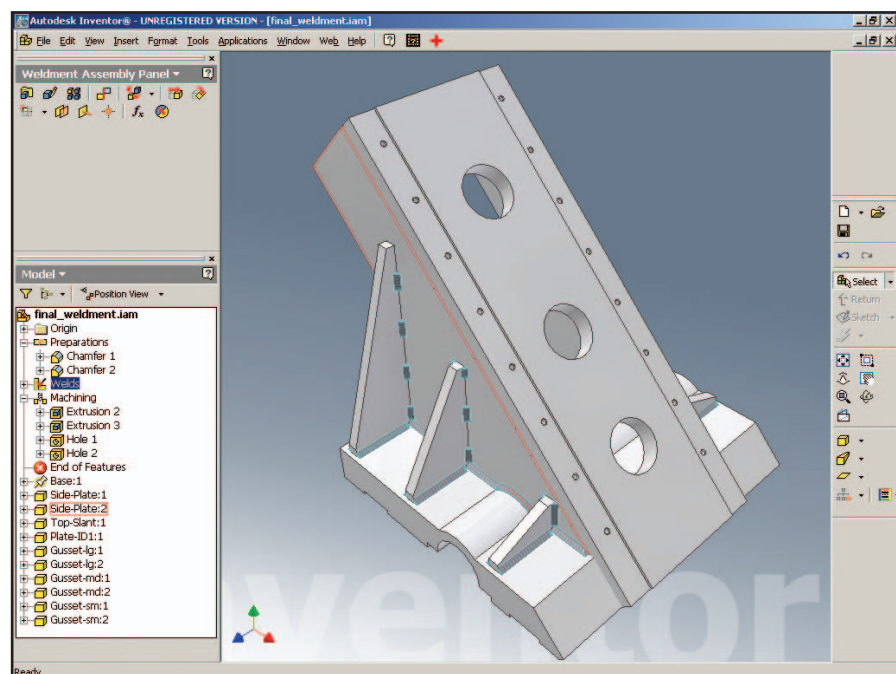 Autodesk Inventor® - UNREGISTERED VERSION - [final_weldment.iam]
File Edit View Insert Format Tools Applications Window Web Help
Weldment Assembly Panel
Model
Position View
final_weldment.iam
Origin
Preparations
Chamfer 1
Chamfer 2
Welds
Machining
Extrusion 2
Extrusion 3
Hole 1
Hole 2
End of Features
Base:1
Side-Plate:1
Side-Plate:2
Top-Slant:1
Plate-ID1:1
Gusset-lg:1
Gusset-lg:2
Gusset-md:1
Gusset-md:2
Gusset-sm:1
Gusset-sm:2
Select
Return
Sketch
nventor
Ready